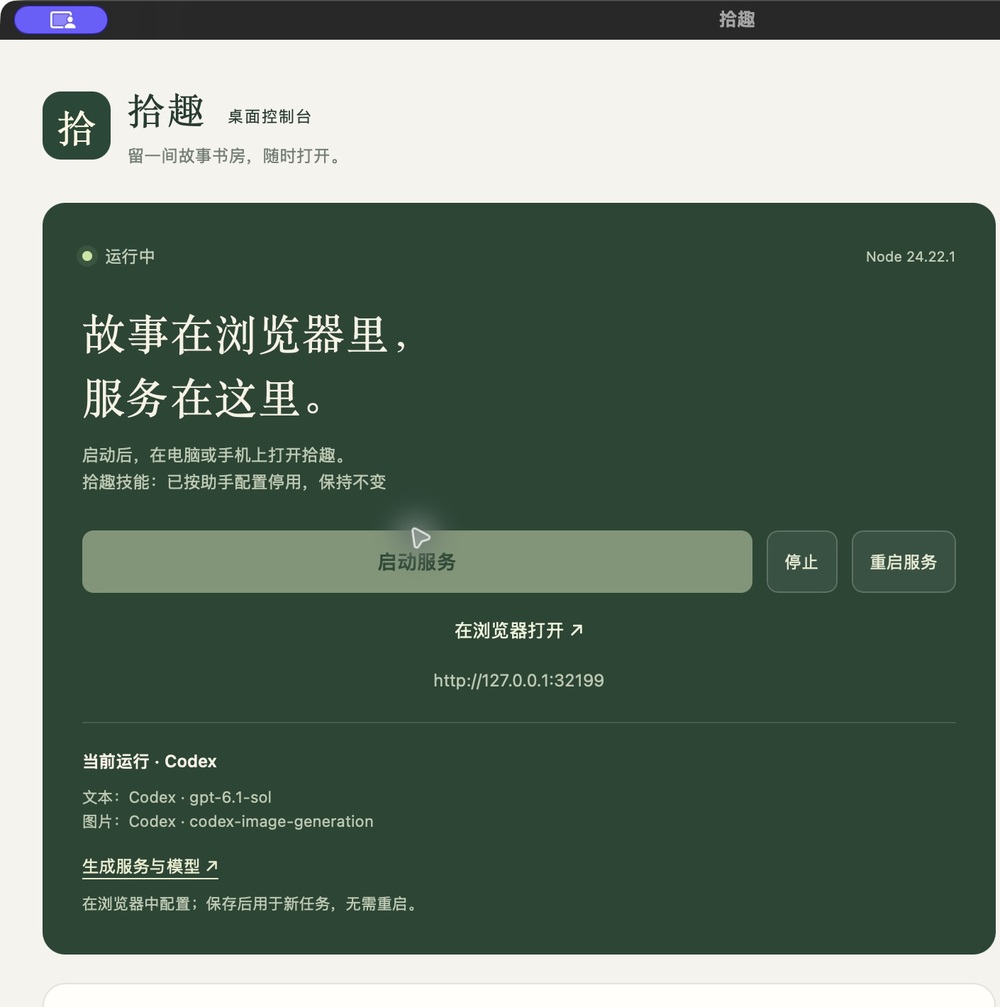 拾趣
拾
拾趣 桌面控制台
留一间故事书房，随时打开。
运行中
Node 24.22.1
故事在浏览器里，
服务在这里。
启动后，在电脑或手机上打开拾趣。
拾趣技能：已按助手配置停用，保持不变
启动服务
停止
重启服务
在浏览器打开 ↗
http://127.0.0.1:32199
当前运行 · Codex
文本：Codex · gpt-6.1-sol
图片：Codex · codex-image-generation
生成服务与模型 ↗
在浏览器中配置；保存后用于新任务，无需重启。